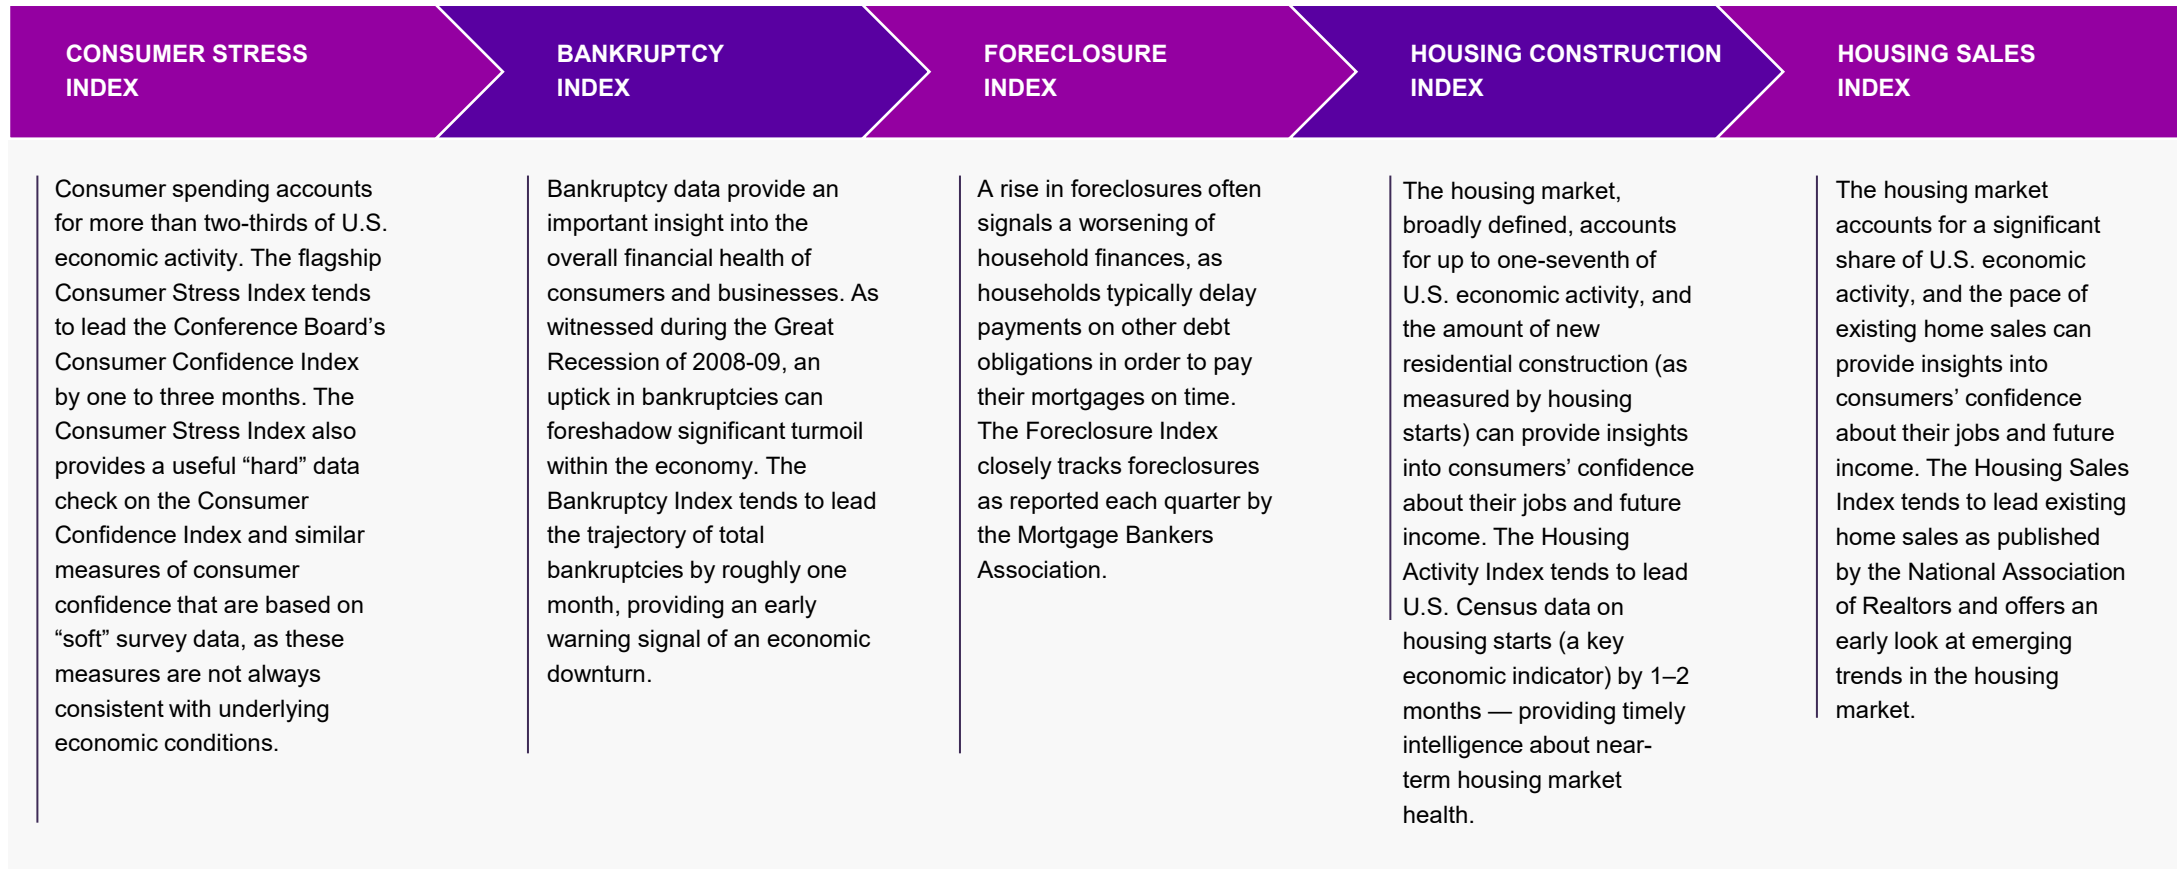 CONSUMER STRESS
INDEX
Consumer spending accounts
for more than two-thirds of U.S.
economic activity. The flagship
Consumer Stress Index tends
to lead the Conference Board’s
Consumer Confidence Index
by one to three months. The
Consumer Stress Index also
provides a useful “hard” data
check on the Consumer
Confidence Index and similar
measures of consumer
confidence that are based on
“soft” survey data, as these
measures are not always
consistent with underlying
economic conditions.
BANKRUPTCY
INDEX
Bankruptcy data provide an
important insight into the
overall financial health of
consumers and businesses. As
witnessed during the Great
Recession of 2008-09, an
uptick in bankruptcies can
foreshadow significant turmoil
within the economy. The
Bankruptcy Index tends to lead
the trajectory of total
bankruptcies by roughly one
month, providing an early
warning signal of an economic
downturn.
FORECLOSURE
INDEX
A rise in foreclosures often
signals a worsening of
household finances, as
households typically delay
payments on other debt
obligations in order to pay
their mortgages on time.
The Foreclosure Index
closely tracks foreclosures
as reported each quarter by
the Mortgage Bankers
Association.
HOUSING CONSTRUCTION
INDEX
The housing market,
broadly defined, accounts
for up to one-seventh of
U.S. economic activity, and
the amount of new
residential construction (as
measured by housing
starts) can provide insights
into consumers’ confidence
about their jobs and future
income. The Housing
Activity Index tends to lead
U.S. Census data on
housing starts (a key
economic indicator) by 1–2
months — providing timely
intelligence about near-
term housing market
health.
HOUSING SALES
INDEX
The housing market
accounts for a significant
share of U.S. economic
activity, and the pace of
existing home sales can
provide insights into
consumers’ confidence
about their jobs and future
income. The Housing Sales
Index tends to lead existing
home sales as published
by the National Association
of Realtors and offers an
early look at emerging
trends in the housing
market.